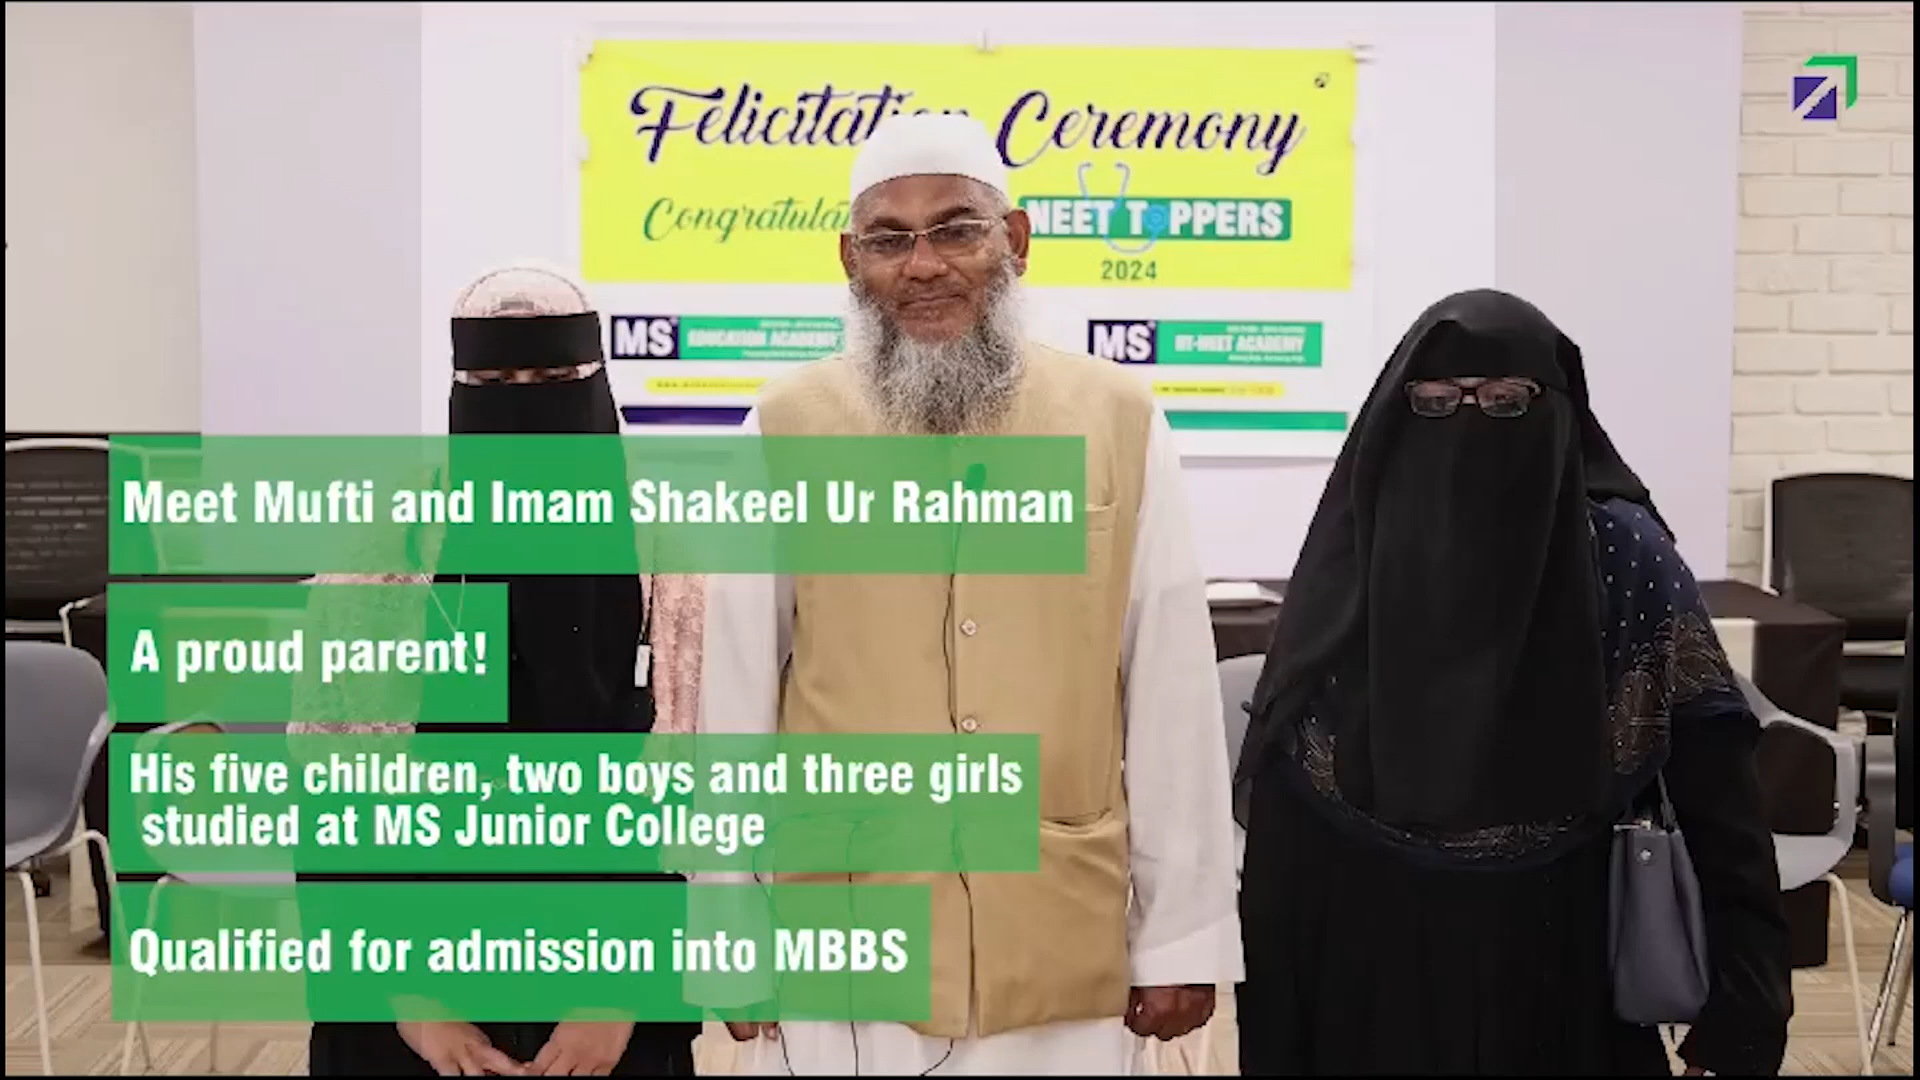 Felicitation Ceremony
NEET TOPPERS
2024
MS EDUCATION ACADEMY
MS IIT-NEET ACADEMY
Meet Mufti and Imam Shakeel Ur Rahman
A proud parent!
His five children, two boys and three girls
studied at MS Junior College
Qualified for admission into MBBS